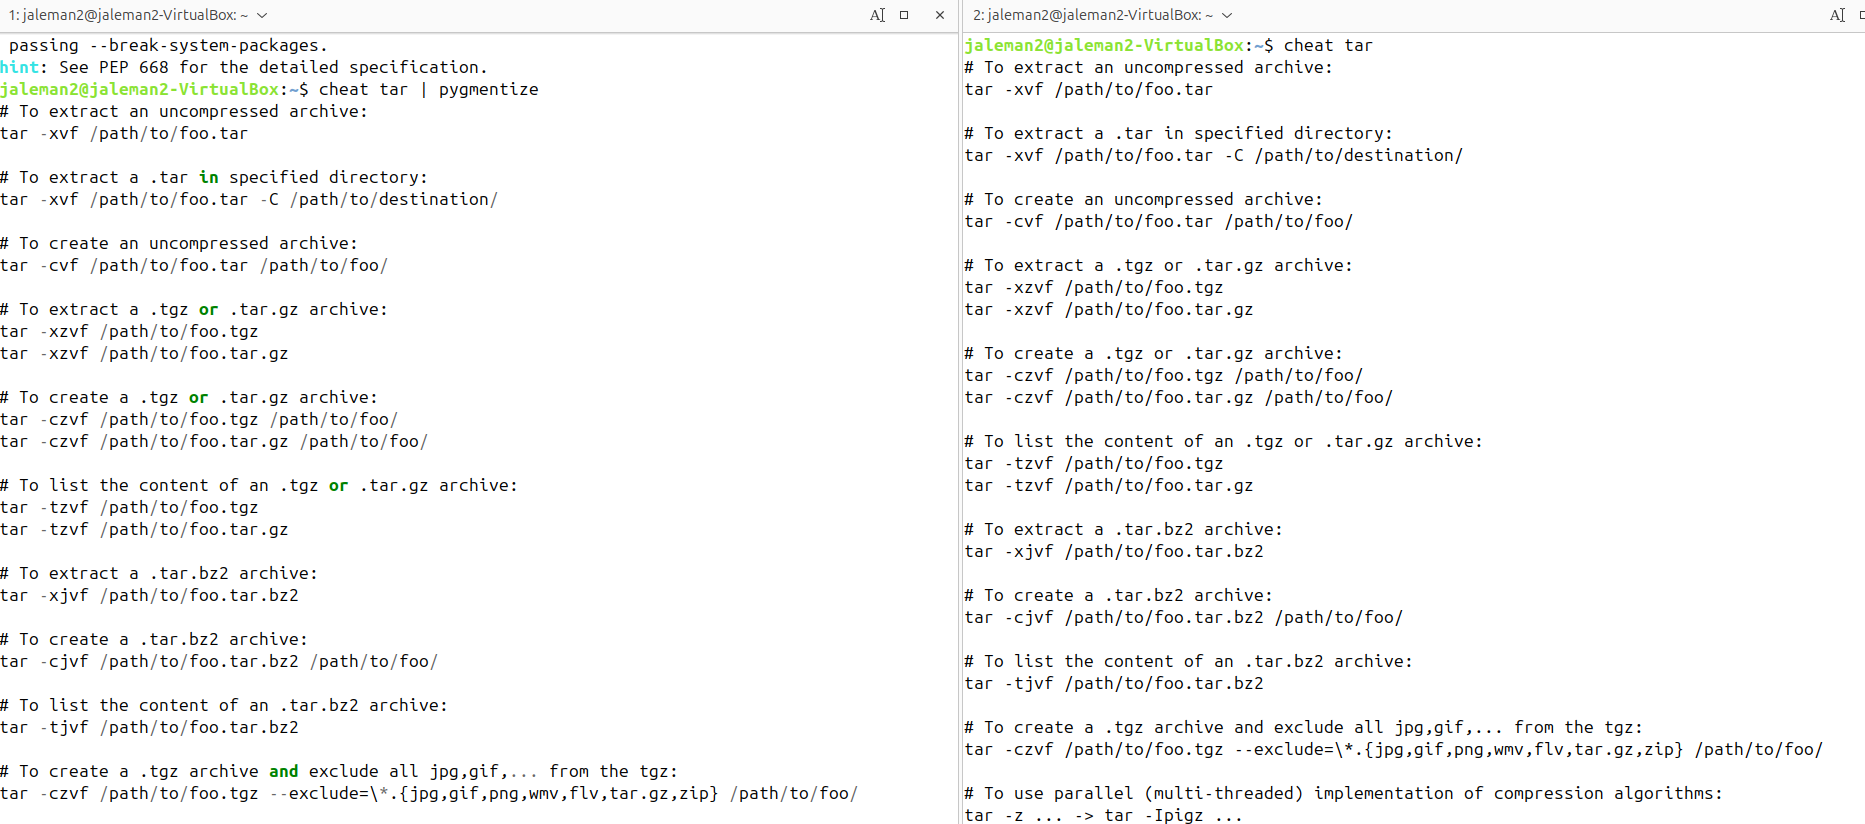 1: jaleman2@jaleman2-VirtualBox: ~
passing --break-system-packages.
hint: See PEP 668 for the detailed specification.
jaleman2@jaleman2-VirtualBox:~$ cheat tar | pygmentize
# To extract an uncompressed archive:
tar -xvf /path/to/foo.tar

# To extract a .tar in specified directory:
tar -xvf /path/to/foo.tar -C /path/to/destination/

# To create an uncompressed archive:
tar -cvf /path/to/foo.tar /path/to/foo/

# To extract a .tgz or .tar.gz archive:
tar -xzvf /path/to/foo.tgz
tar -xzvf /path/to/foo.tar.gz

# To create a .tgz or .tar.gz archive:
tar -czvf /path/to/foo.tgz /path/to/foo/
tar -czvf /path/to/foo.tar.gz /path/to/foo/

# To list the content of an .tgz or .tar.gz archive:
tar -tzvf /path/to/foo.tgz
tar -tzvf /path/to/foo.tar.gz

# To extract a .tar.bz2 archive:
tar -xjvf /path/to/foo.tar.bz2

# To create a .tar.bz2 archive:
tar -cjvf /path/to/foo.tar.bz2 /path/to/foo/

# To list the content of an .tar.bz2 archive:
tar -tjvf /path/to/foo.tar.bz2

# To create a .tgz archive and exclude all jpg,gif,... from the tgz:
tar -czvf /path/to/foo.tgz --exclude=\*.{jpg,gif,png,wmv,flv,tar.gz,zip} /path/to/foo/
2: jaleman2@jaleman2-VirtualBox: ~
jaleman2@jaleman2-VirtualBox:~$ cheat tar
# To extract an uncompressed archive:
tar -xvf /path/to/foo.tar

# To extract a .tar in specified directory:
tar -xvf /path/to/foo.tar -C /path/to/destination/

# To create an uncompressed archive:
tar -cvf /path/to/foo.tar /path/to/foo/

# To extract a .tgz or .tar.gz archive:
tar -xzvf /path/to/foo.tgz
tar -xzvf /path/to/foo.tar.gz

# To create a .tgz or .tar.gz archive:
tar -czvf /path/to/foo.tgz /path/to/foo/
tar -czvf /path/to/foo.tar.gz /path/to/foo/

# To list the content of an .tgz or .tar.gz archive:
tar -tzvf /path/to/foo.tgz
tar -tzvf /path/to/foo.tar.gz

# To extract a .tar.bz2 archive:
tar -xjvf /path/to/foo.tar.bz2

# To create a .tar.bz2 archive:
tar -cjvf /path/to/foo.tar.bz2 /path/to/foo/

# To list the content of an .tar.bz2 archive:
tar -tjvf /path/to/foo.tar.bz2

# To create a .tgz archive and exclude all jpg,gif,... from the tgz:
tar -czvf /path/to/foo.tgz --exclude=\*.{jpg,gif,png,wmv,flv,tar.gz,zip} /path/to/foo/

# To use parallel (multi-threaded) implementation of compression algorithms:
tar -z ... -> tar -Ipigz ...